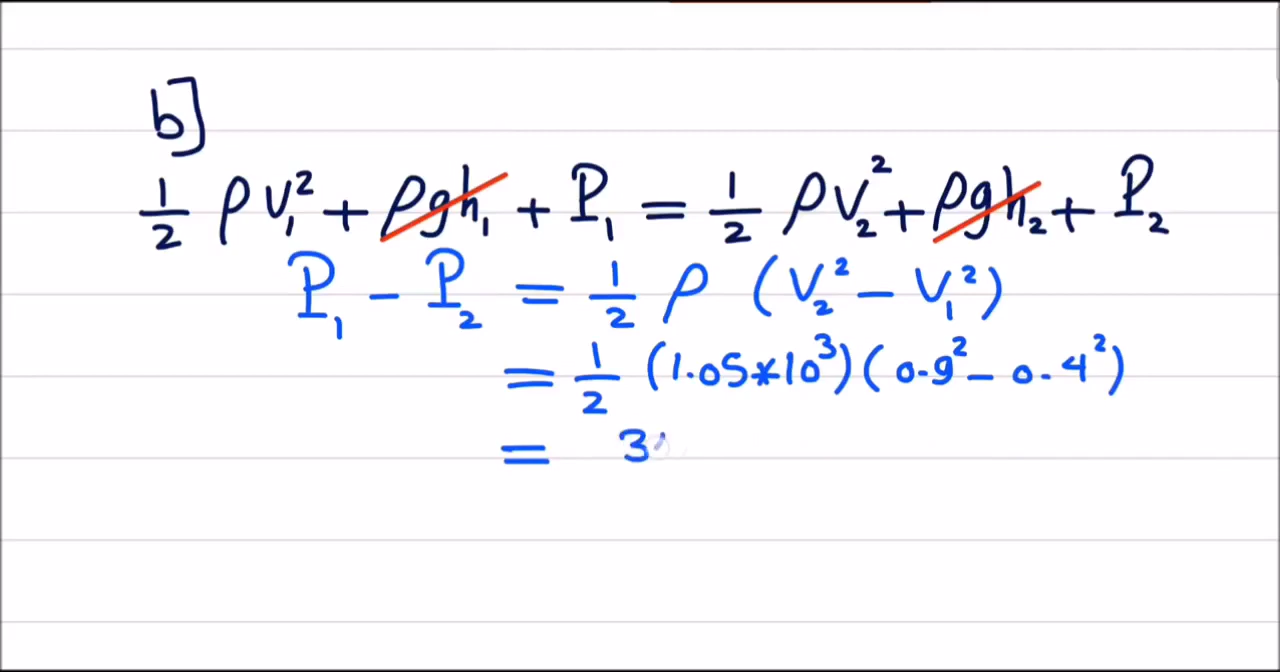 b]
1/2 ρv₁² + ρgh₁ + P₁ = 1/2 ρv₂² + ρgh₂ + P₂
P₁ - P₂ = 1/2 ρ (v₂² - v₁²)
= 1/2 (1.05*10³)(0.9² - 0.4²)
= 3